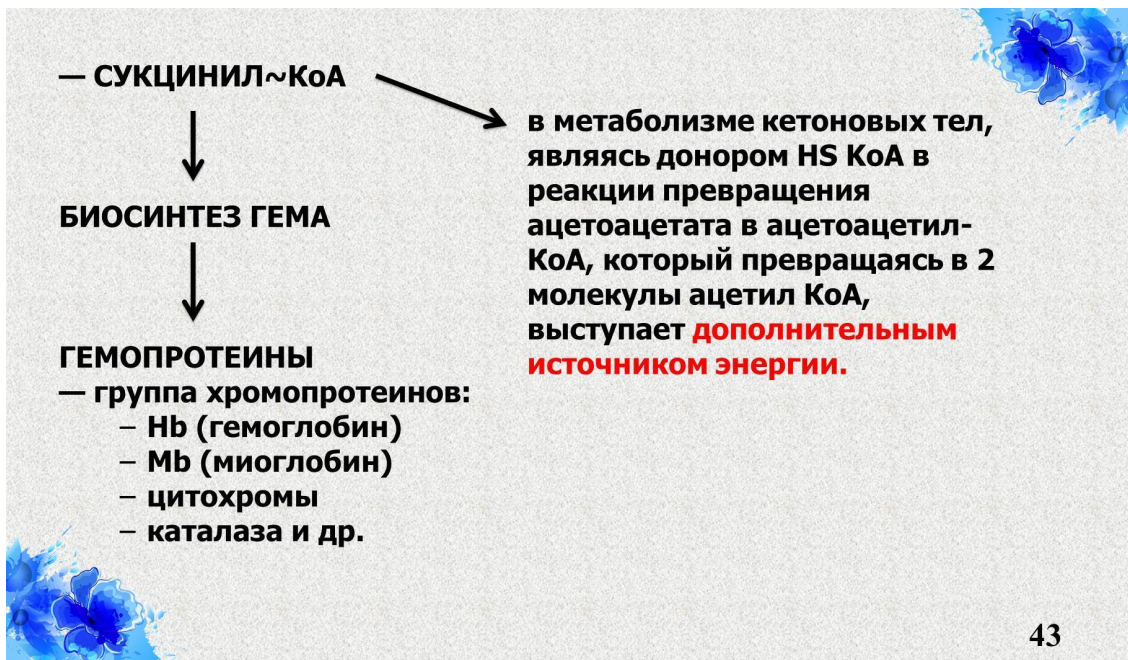 — СУКЦИНИЛ~КоА
БИОСИНТЕЗ ГЕМА
ГЕМОПРОТЕИНЫ
— группа хромопротеинов:
– Hb (гемоглобин)
– Mb (миоглобин)
– цитохромы
– каталаза и др.
в метаболизме кетоновых тел,
являясь донором HS КоА в
реакции превращения
ацетоацетата в ацетоацетил-
КоА, который превращаясь в 2
молекулы ацетил КоА,
выступает дополнительным
источником энергии.
43